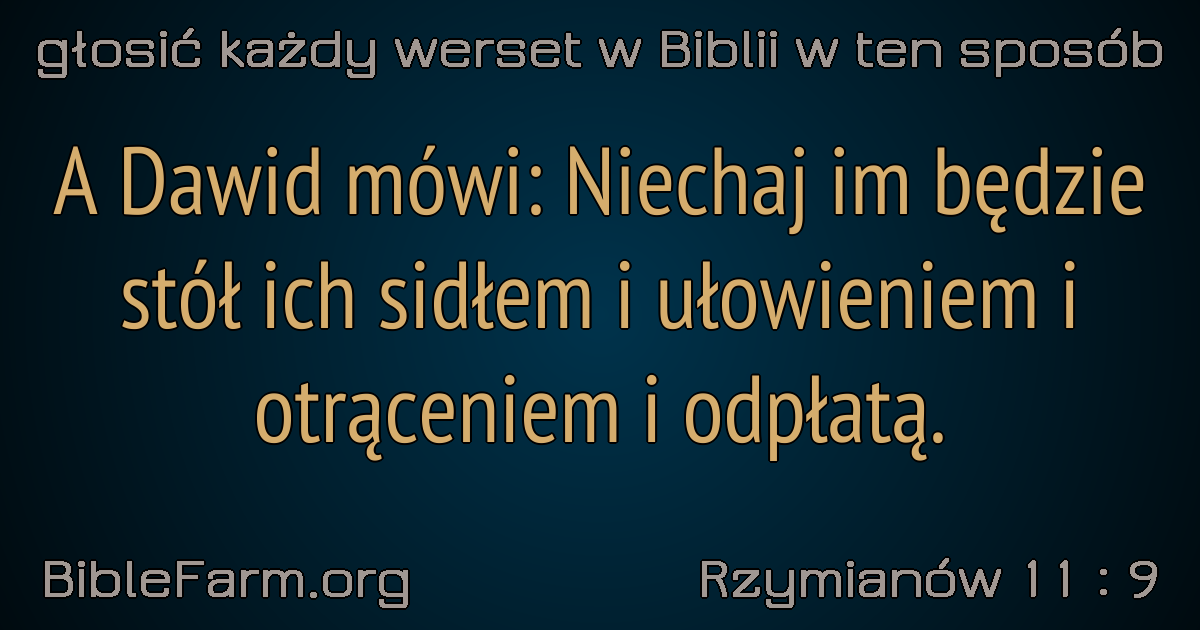 głosić każdy werset w Biblii w ten sposób
A Dawid mówi: Niechaj im będzie
stół ich sidłem i ułowieniem i
otrąceniem i odpłatą.
BibleFarm.org
Rzymianów 11 : 9